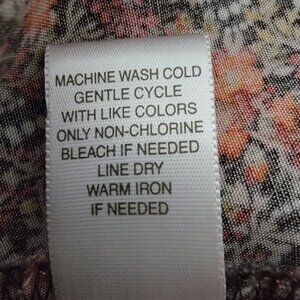 MACHINE WASH COLD
GENTLE CYCLE
WITH LIKE COLORS
ONLY NON-CHLORINE
BLEACH IF NEEDED
LINE DRY
WARM IRON
IF NEEDED